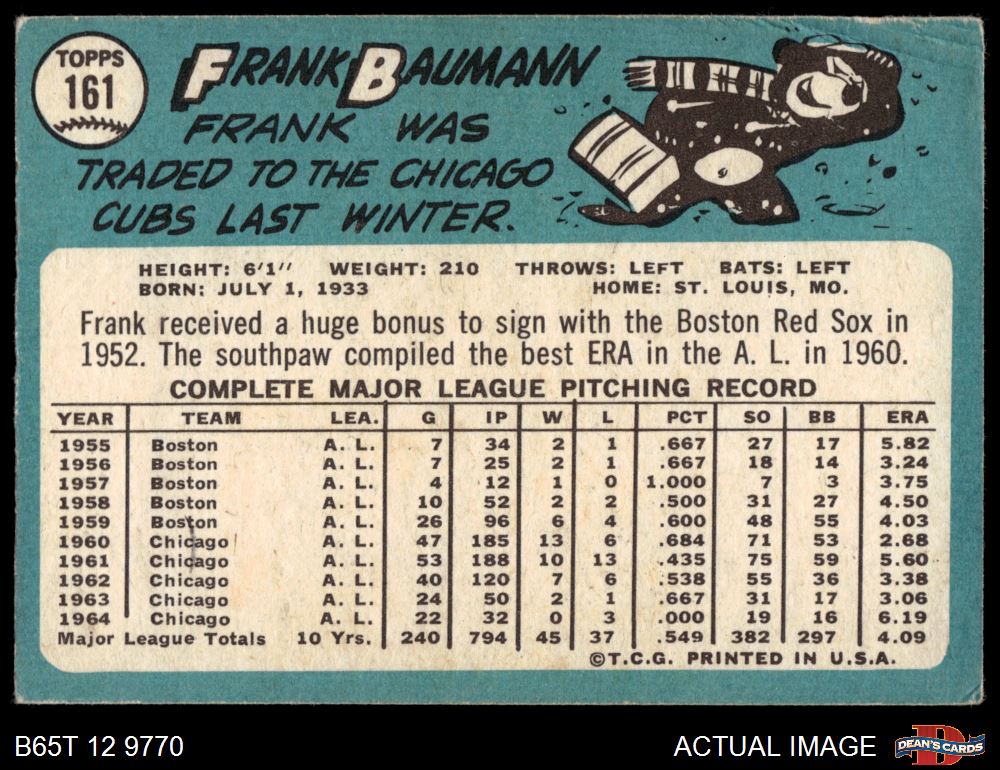 TOPPS
161
FRANK BAUMANN
FRANK WAS
TRADED TO THE CHICAGO
CUBS LAST WINTER.
HEIGHT: 6'1" WEIGHT: 210 THROWS: LEFT BATS: LEFT
BORN: JULY 1, 1933 HOME: ST. LOUIS, MO.
Frank received a huge bonus to sign with the Boston Red Sox in
1952. The southpaw compiled the best ERA in the A. L. in 1960.
COMPLETE MAJOR LEAGUE PITCHING RECORD
YEAR TEAM LEA. G IP W L PCT SO BB ERA
1955 Boston A. L. 7 34 2 1 .667 27 17 5.82
1956 Boston A. L. 7 25 2 1 .667 18 14 3.24
1957 Boston A. L. 4 12 1 0 1.000 7 3 3.75
1958 Boston A. L. 10 52 2 2 .500 31 27 4.50
1959 Boston A. L. 26 96 6 4 .600 48 55 4.03
1960 Chicago A. L. 47 185 13 6 .684 71 53 2.68
1961 Chicago A. L. 53 188 10 13 .435 75 59 5.60
1962 Chicago A. L. 40 120 7 6 .538 55 36 3.38
1963 Chicago A. L. 24 50 2 1 .667 31 17 3.06
1964 Chicago A. L. 22 32 0 3 .000 19 16 6.19
Major League Totals 10 Yrs. 240 794 45 37 .549 382 297 4.09
©T.C.G. PRINTED IN U.S.A.
B65T 12 9770 ACTUAL IMAGE DEAN'S CARDS